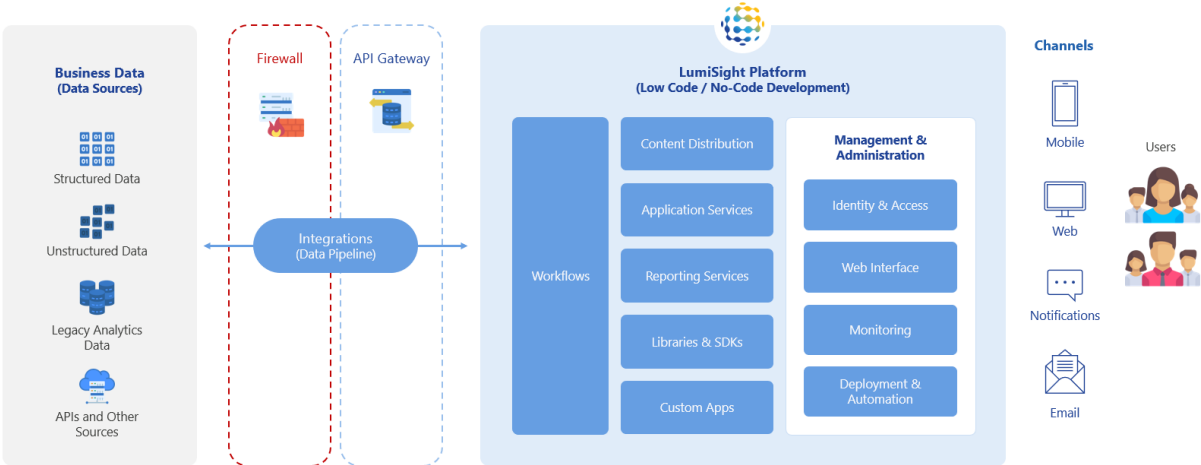 Business Data
(Data Sources)
Structured Data
Unstructured Data
Legacy Analytics
Data
APIs and Other
Sources
Firewall
API Gateway
Integrations
(Data Pipeline)
LumiSight Platform
(Low Code / No-Code Development)
Workflows
Content Distribution
Application Services
Reporting Services
Libraries & SDKs
Custom Apps
Management &
Administration
Identity & Access
Web Interface
Monitoring
Deployment &
Automation
Channels
Mobile
Web
Notifications
Email
Users